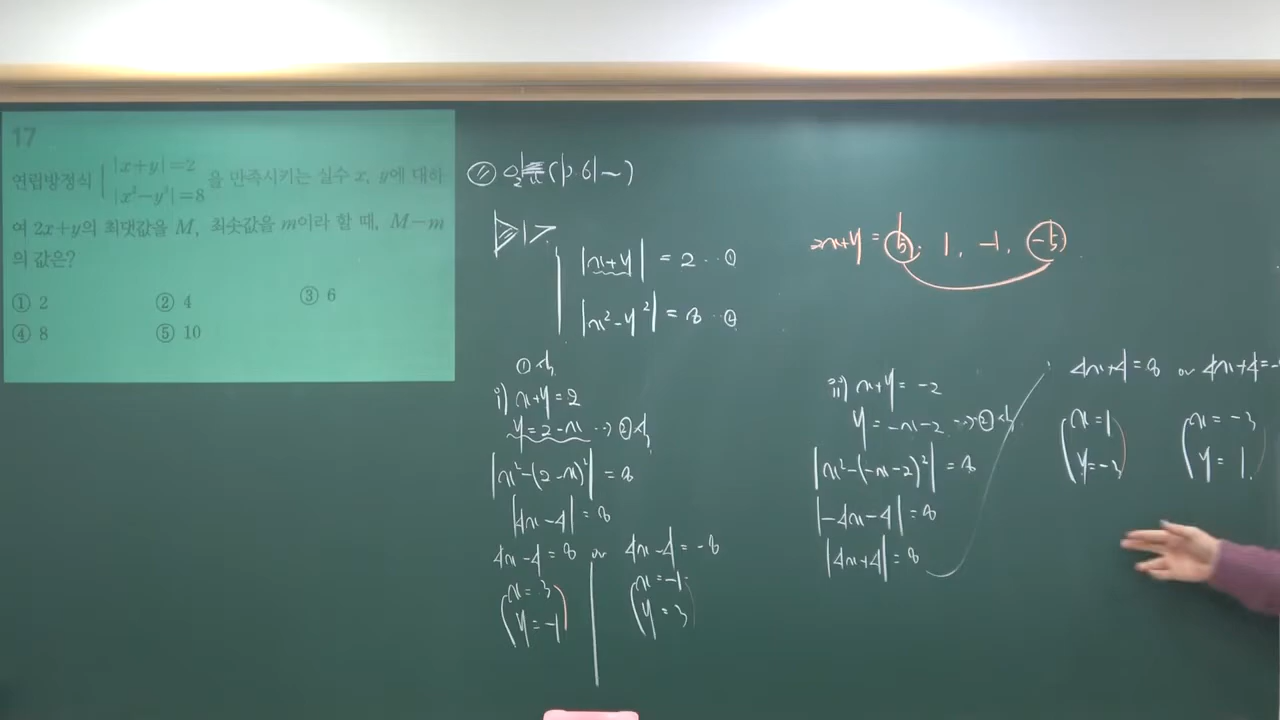 17
연립방정식 { |x+y|=2
|x²-y²|=8 을 만족시키는 실수 x, y에 대하
여 2x+y의 최댓값을 M, 최솟값을 m이라 할 때, M-m
의 값은?
① 2 ② 4 ③ 6
④ 8 ⑤ 10
|x+y| = 2 ‥①
|x²-y²| = 8 ‥②
①식
i) x+y=2
y=2-x ‥>②식
|x²-(2-x)²| = 8
|4x-4| = 8
4x-4=8 or 4x-4=-8
x=3
y=-1
x=-1
y=3
2x+y = 5, 1, -1, -5
ii) x+y=-2
y=-x-2 ‥>②식
|x²-(-x-2)²| = 8
|-4x-4| = 8
|4x+4| = 8
4x+4=8 or 4x+4=-
x=1
y=-3
x=-3
y=1